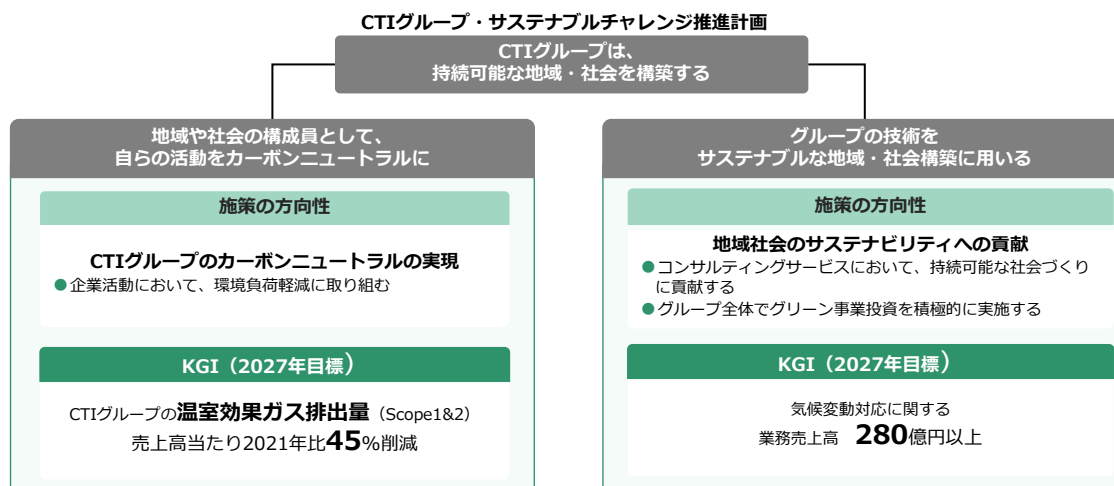 CTIグループ・サステナブルチャレンジ推進計画
CTIグループは、
持続可能な地域・社会を構築する
地域や社会の構成員として、
自らの活動をカーボンニュートラルに
施策の方向性
CTIグループのカーボンニュートラルの実現
●企業活動において、環境負荷軽減に取り組む
KGI（2027年目標）
CTIグループの温室効果ガス排出量（Scope1&2）
売上高当たり2021年比45%削減
グループの技術を
サステナブルな地域・社会構築に用いる
施策の方向性
地域社会のサステナビリティへの貢献
●コンサルティングサービスにおいて、持続可能な社会づくり
に貢献する
●グループ全体でグリーン事業投資を積極的に実施する
KGI（2027年目標）
気候変動対応に関する
業務売上高 280億円以上